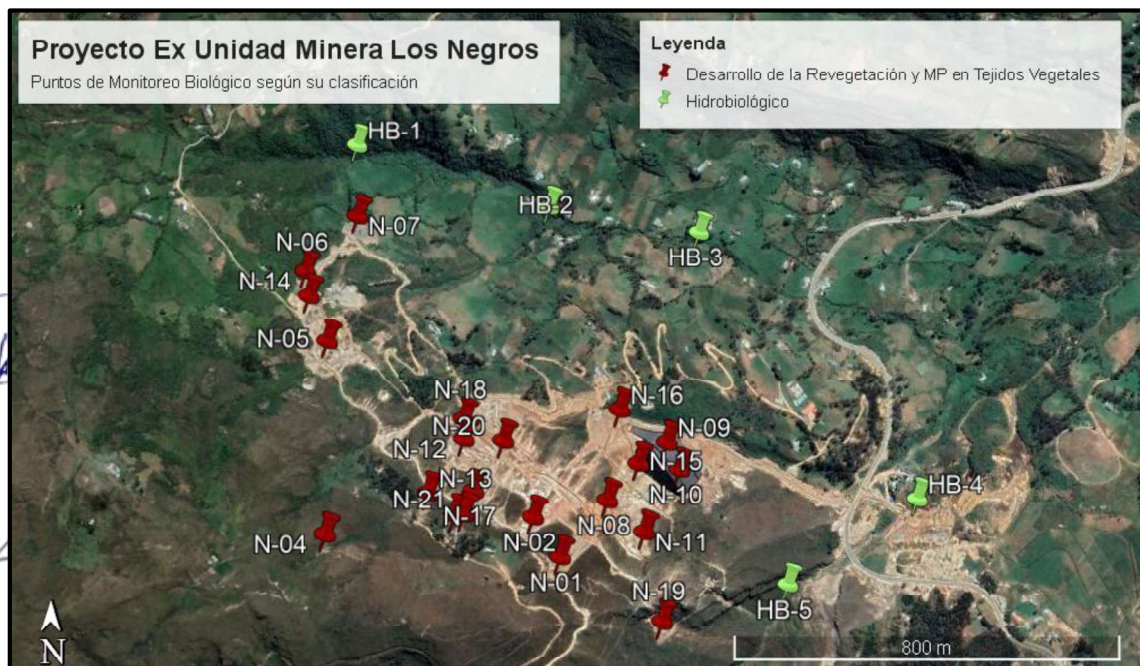 Proyecto Ex Unidad Minera Los Negros
Puntos de Monitoreo Biológico según su clasificación
Leyenda
Desarrollo de la Revegetación y MP en Tejidos Vegetales
Hidrobiológico
HB-1
HB-2
HB-3
N-07
N-06
N-14
N-05
N-18
N-16
N-20
N-09
N-12
N-15
N-13
N-10
N-21
HB-4
N-17
N-08
N-04
N-02
N-11
N-01
N-19
HB-5
N
800 m